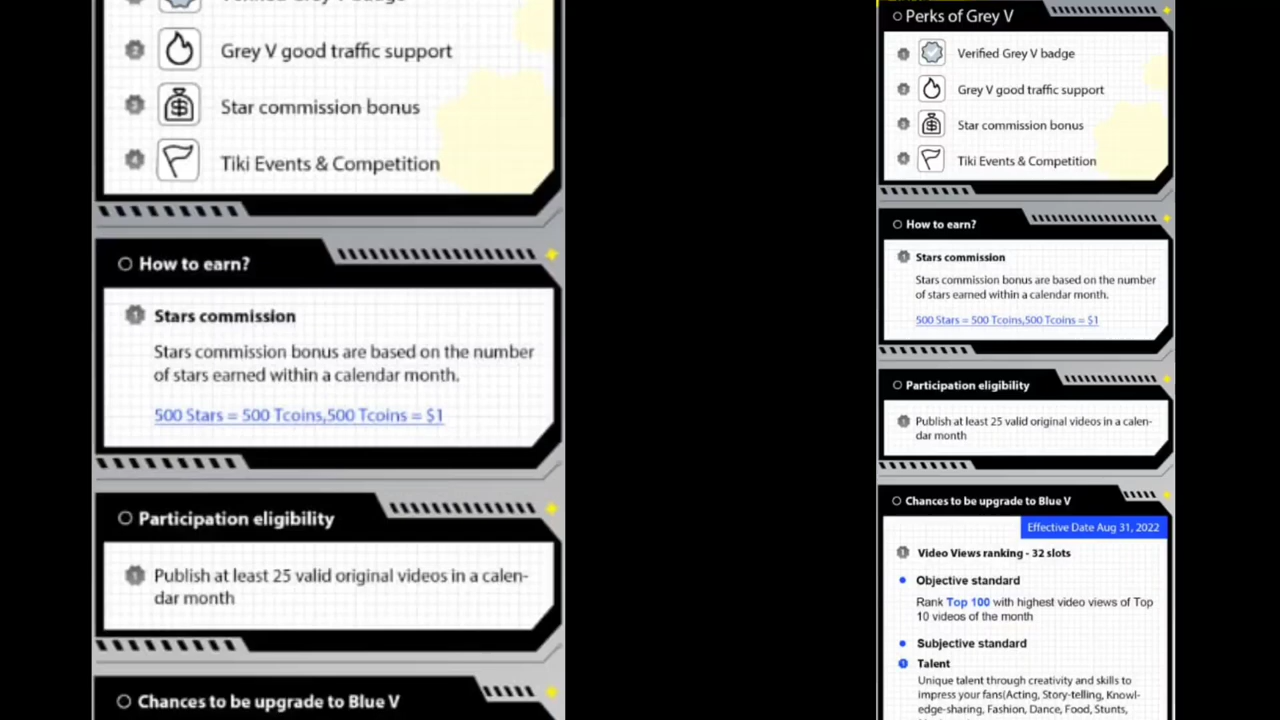 Verified Grey V badge
Grey V good traffic support
Star commission bonus
Tiki Events & Competition
How to earn?
Stars commission
Stars commission bonus are based on the number
of stars earned within a calendar month.
500 Stars = 500 Tcoins,500 Tcoins = $1
Participation eligibility
Publish at least 25 valid original videos in a calen-
dar month
Chances to be upgrade to Blue V
Perks of Grey V
Verified Grey V badge
Grey V good traffic support
Star commission bonus
Tiki Events & Competition
How to earn?
Stars commission
Stars commission bonus are based on the number
of stars earned within a calendar month.
500 Stars = 500 Tcoins,500 Tcoins = $1
Participation eligibility
Publish at least 25 valid original videos in a calen-
dar month
Chances to be upgrade to Blue V
Effective Date Aug 31, 2022
Video Views ranking - 32 slots
Objective standard
Rank Top 100 with highest video views of Top
10 videos of the month
Subjective standard
Talent
Unique talent through creativity and skills to
impress your fans(Acting, Story-telling, Knowl-
edge-sharing, Fashion, Dance, Food, Stunts,